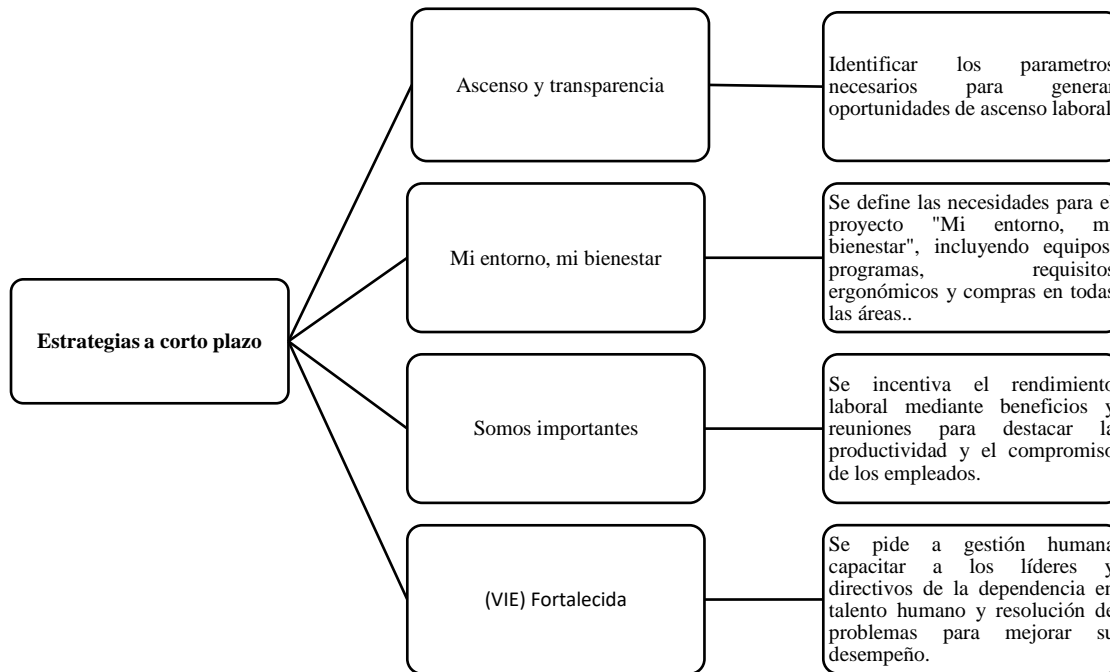 Ascenso y transparencia
Identificar los parametros
necesarios para generar
oportunidades de ascenso laboral
Mi entorno, mi bienestar
Se define las necesidades para el
proyecto "Mi entorno, mi
bienestar", incluyendo equipos
programas, requisitos
ergonómicos y compras en todas
las áreas..
Estrategias a corto plazo
Somos importantes
Se incentiva el rendimiento
laboral mediante beneficios y
reuniones para destacar la
productividad y el compromiso
de los empleados.
(VIE) Fortalecida
Se pide a gestión humana
capacitar a los líderes y
directivos de la dependencia en
talento humano y resolución de
problemas para mejorar su
desempeño.